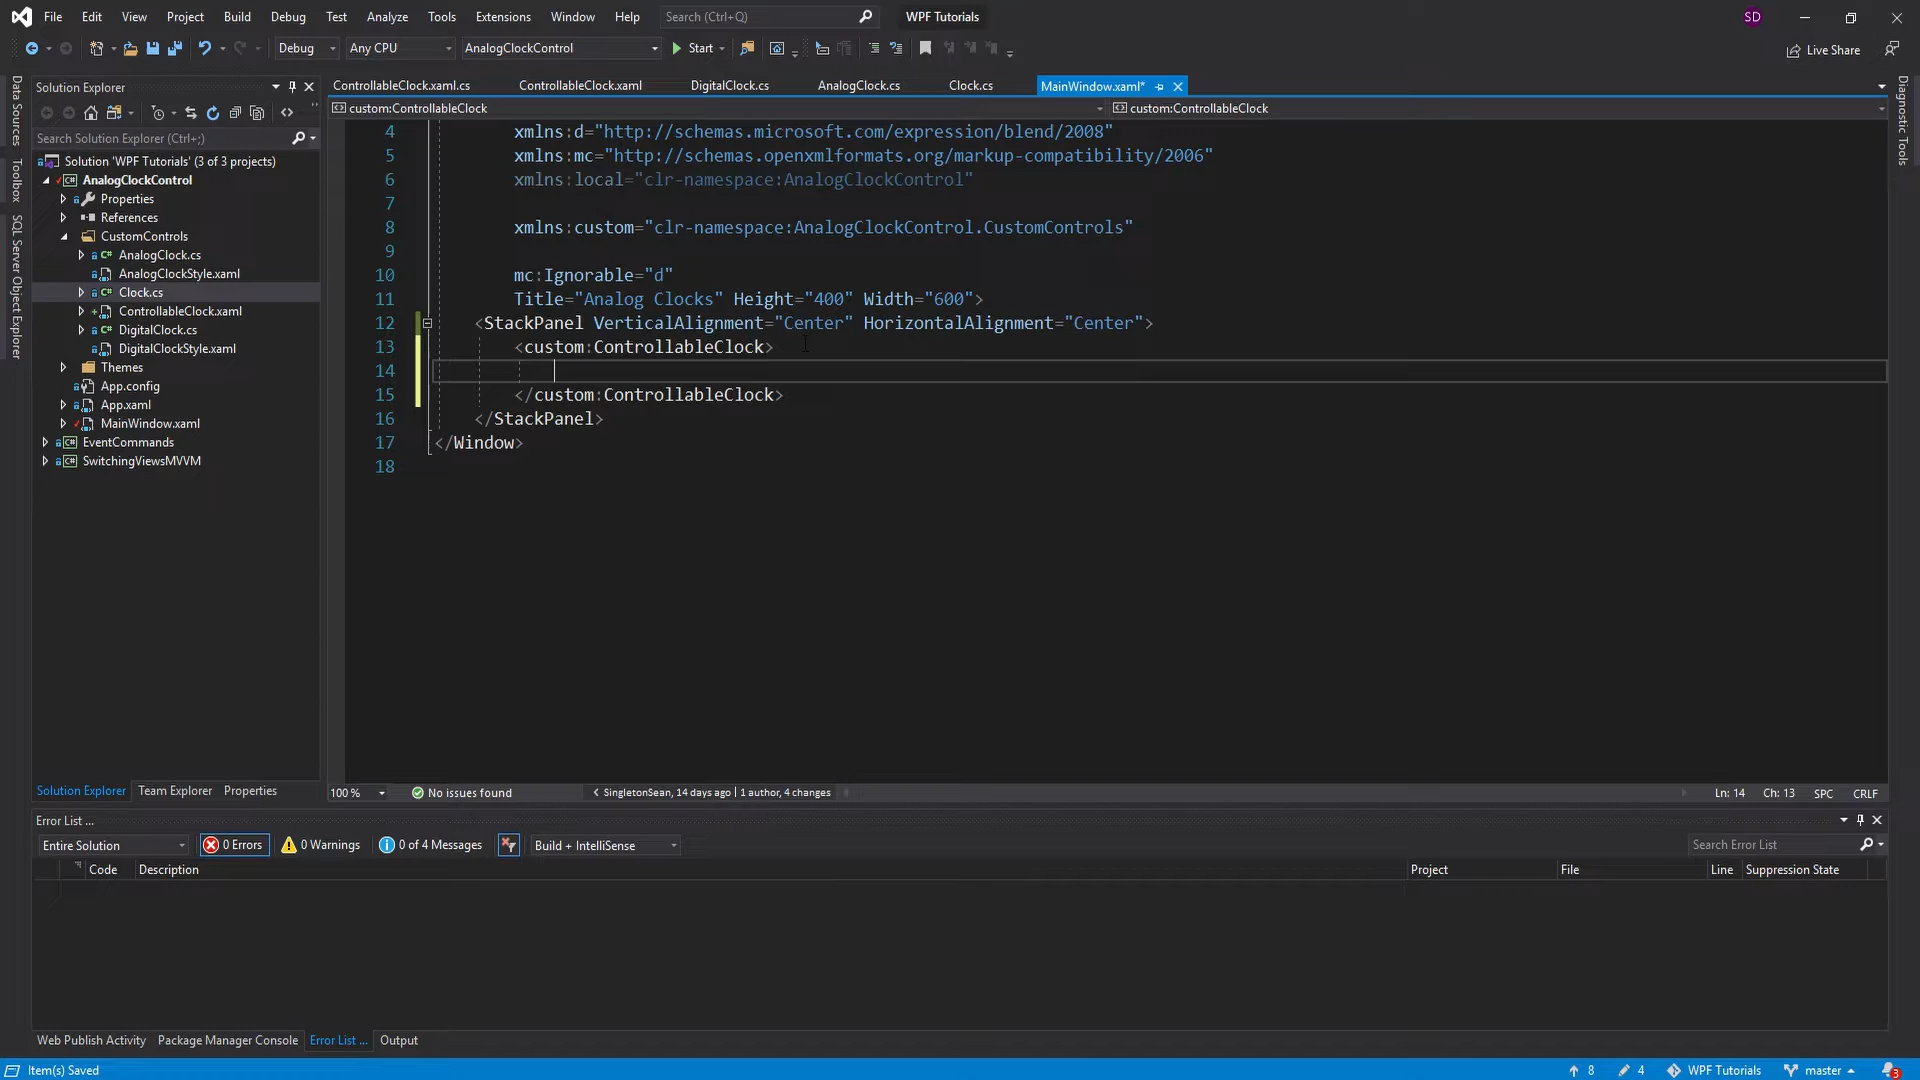 File Edit View Project Build Debug Test Analyze Tools Extensions Window Help Search (Ctrl+Q) WPF Tutorials SD
Debug Any CPU AnalogClockControl Start Live Share
Solution Explorer
Search Solution Explorer (Ctrl+;)
Solution 'WPF Tutorials' (3 of 3 projects)
AnalogClockControl
Properties
References
CustomControls
AnalogClock.cs
AnalogClockStyle.xaml
Clock.cs
ControllableClock.xaml
DigitalClock.cs
DigitalClockStyle.xaml
Themes
App.config
App.xaml
MainWindow.xaml
EventCommands
SwitchingViewsMVVM
Solution Explorer Team Explorer Properties
Data Sources
Toolbox
SQL Server Object Explorer
ControllableClock.xaml.cs ControllableClock.xaml DigitalClock.cs AnalogClock.cs Clock.cs MainWindow.xaml*
custom:ControllableClock custom:ControllableClock
4 xmlns:d="http://schemas.microsoft.com/expression/blend/2008"
5 xmlns:mc="http://schemas.openxmlformats.org/markup-compatibility/2006"
6 xmlns:local="clr-namespace:AnalogClockControl"
7
8 xmlns:custom="clr-namespace:AnalogClockControl.CustomControls"
9
10 mc:Ignorable="d"
11 Title="Analog Clocks" Height="400" Width="600">
12 <StackPanel VerticalAlignment="Center" HorizontalAlignment="Center">
13 <custom:ControllableClock>
14
15 </custom:ControllableClock>
16 </StackPanel>
17 </Window>
18
100 % No issues found SingletonSean, 14 days ago | 1 author, 4 changes Ln: 14 Ch: 13 SPC CRLF
Diagnostic Tools
Error List ...
Entire Solution 0 Errors 0 Warnings 0 of 4 Messages Build + IntelliSense Search Error List
Code Description Project File Line Suppression State
Web Publish Activity Package Manager Console Error List ... Output
Item(s) Saved 8 4 WPF Tutorials master 3